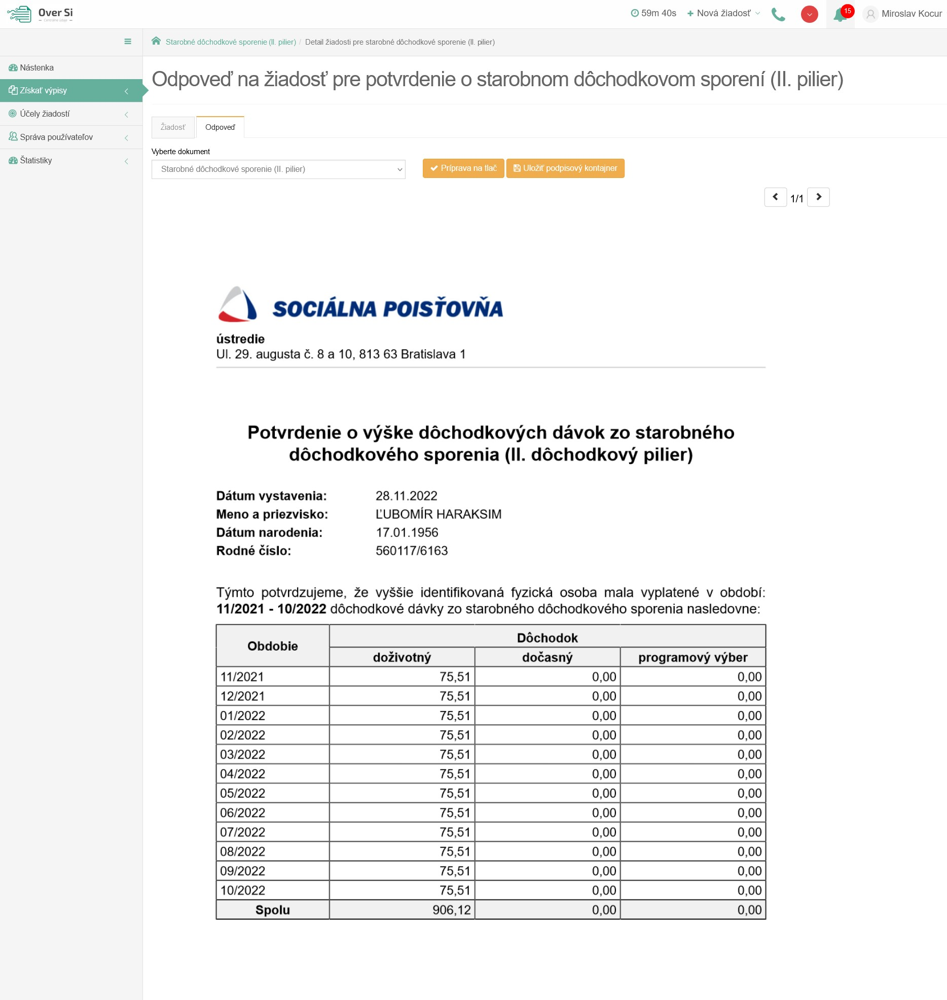 Over Si
Centrálne údaje
59m 40s
Nová žiadosť
15
Miroslav Kocur
Starobné dôchodkové sporenie (II. pilier) / Detail žiadosti pre starobné dôchodkové sporenie (II. pilier)
Nástenka
Získať výpisy
Účely žiadostí
Správa používateľov
Štatistiky
Odpoveď na žiadosť pre potvrdenie o starobnom dôchodkovom sporení (II. pilier)
Žiadosť
Odpoveď
Vyberte dokument
Starobné dôchodkové sporenie (II. pilier)
Príprava na tlač
Uložiť podpisový kontajner
1/1
SOCIÁLNA POISŤOVŇA
ústredie
Ul. 29. augusta č. 8 a 10, 813 63 Bratislava 1
Potvrdenie o výške dôchodkových dávok zo starobného
dôchodkového sporenia (II. dôchodkový pilier)
Dátum vystavenia: 28.11.2022
Meno a priezvisko: ĽUBOMÍR HARAKSIM
Dátum narodenia: 17.01.1956
Rodné číslo: 560117/6163
Týmto potvrdzujeme, že vyššie identifikovaná fyzická osoba mala vyplatené v období:
11/2021 - 10/2022 dôchodkové dávky zo starobného dôchodkového sporenia nasledovne:
Obdobie Dôchodok
doživotný dočasný programový výber
11/2021 75,51 0,00 0,00
12/2021 75,51 0,00 0,00
01/2022 75,51 0,00 0,00
02/2022 75,51 0,00 0,00
03/2022 75,51 0,00 0,00
04/2022 75,51 0,00 0,00
05/2022 75,51 0,00 0,00
06/2022 75,51 0,00 0,00
07/2022 75,51 0,00 0,00
08/2022 75,51 0,00 0,00
09/2022 75,51 0,00 0,00
10/2022 75,51 0,00 0,00
Spolu 906,12 0,00 0,00